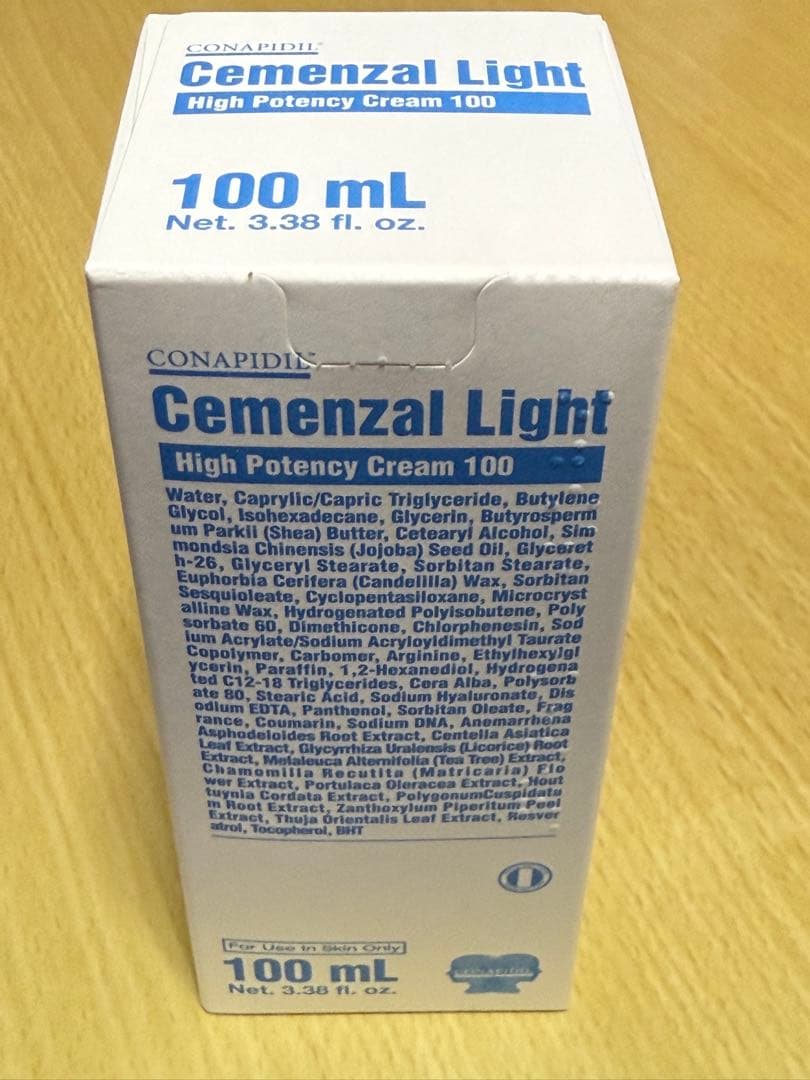 CONAPIDIL
Cemenzal Light
High Potency Cream 100
100 mL
Net. 3.38 fl. oz.
CONAPIDIL
Cemenzal Light
High Potency Cream 100
Water, Caprylic/Capric Triglyceride, Butylene
Glycol, Isohexadecane, Glycerin, Butyrosperm
um Parkii (Shea) Butter, Cetearyl Alcohol, Sim
mondsia Chinensis (Jojoba) Seed Oil, Glyceret
h-26, Glyceryl Stearate, Sorbitan Stearate,
Euphorbia Cerifera (Candelilla) Wax, Sorbitan
Sesquioleate, Cyclopentasiloxane, Microcryst
alline Wax, Hydrogenated Polyisobutene, Poly
sorbate 60, Dimethicone, Chlorphenesin, Sod
ium Acrylate/Sodium Acryloyldimethyl Taurate
Copolymer, Carbomer, Arginine, Ethylhexylgl
ycerin, Paraffin, 1,2-Hexanediol, Hydrogena
ted C12-18 Triglycerides, Cera Alba, Polysorb
ate 80, Stearic Acid, Sodium Hyaluronate, Dis
odium EDTA, Panthenol, Sorbitan Oleate, Frag
rance, Coumarin, Sodium DNA, Anemarrhena
Asphodeloides Root Extract, Centella Asiatica
Leaf Extract, Glycyrrhiza Uralensis (Licorice) Root
Extract, Melaleuca Alternifolia (Tea Tree) Extract,
Chamomilla Recutita (Matricaria) Flo
wer Extract, Portulaca Oleracea Extract, Hout
tuynia Cordata Extract, PolygonumCuspidatu
m Root Extract, Zanthoxylum Piperitum Peel
Extract, Thuja Orientalis Leaf Extract, Resver
atrol, Tocopherol, BHT
For Use in Skin Only
100 mL
Net. 3.38 fl. oz.
CONAPIDIL